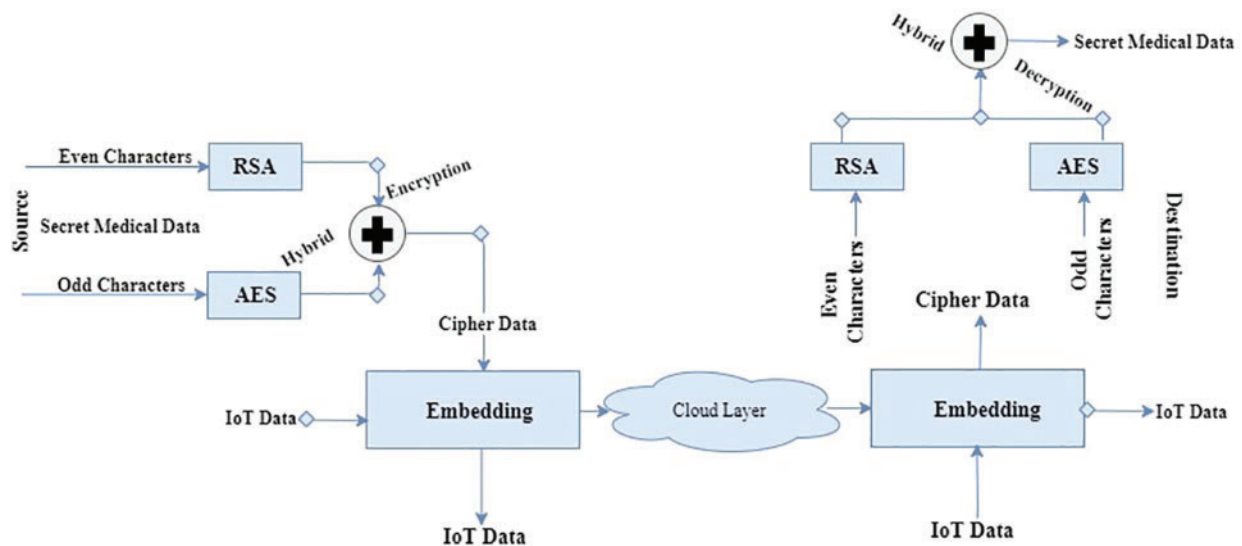 Hybrid
Secret Medical Data
Decryption
Even Characters
RSA
Encryption
RSA
AES
Source
Secret Medical Data
Hybrid
Odd Characters
AES
Even
Characters
Odd
Characters
Destination
Cipher Data
Cipher Data
IoT Data
Embedding
Cloud Layer
Embedding
IoT Data
IoT Data
IoT Data